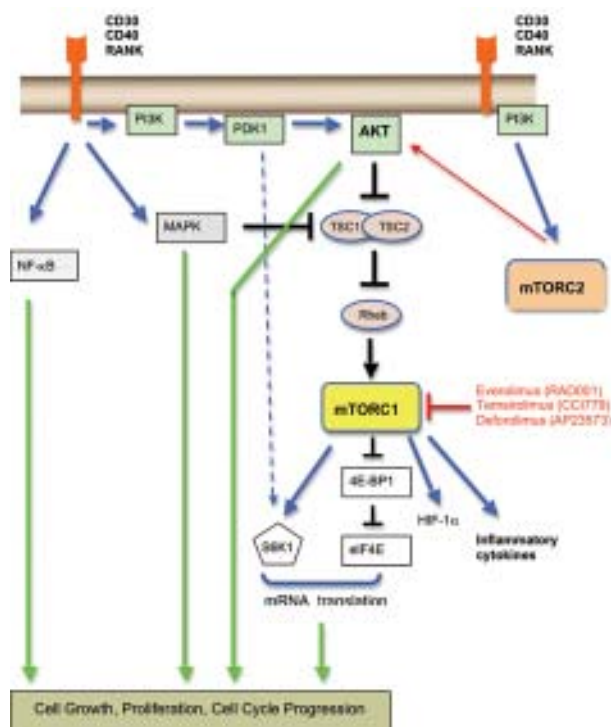 CD30
CD40
RANK
CD30
CD40
RANK
PI3K
PDK1
AKT
PI3K
MAPK
TSC1
TSC2
NF-κB
mTORC2
Rheb
mTORC1
Everolimus (RAD001)
Temsirolimus (CCI779)
Deforolimus (AP23573)
4E-BP1
HIF-1α
Inflammatory
cytokines
S6K1
eIF4E
mRNA translation
Cell Growth, Proliferation, Cell Cycle Progression